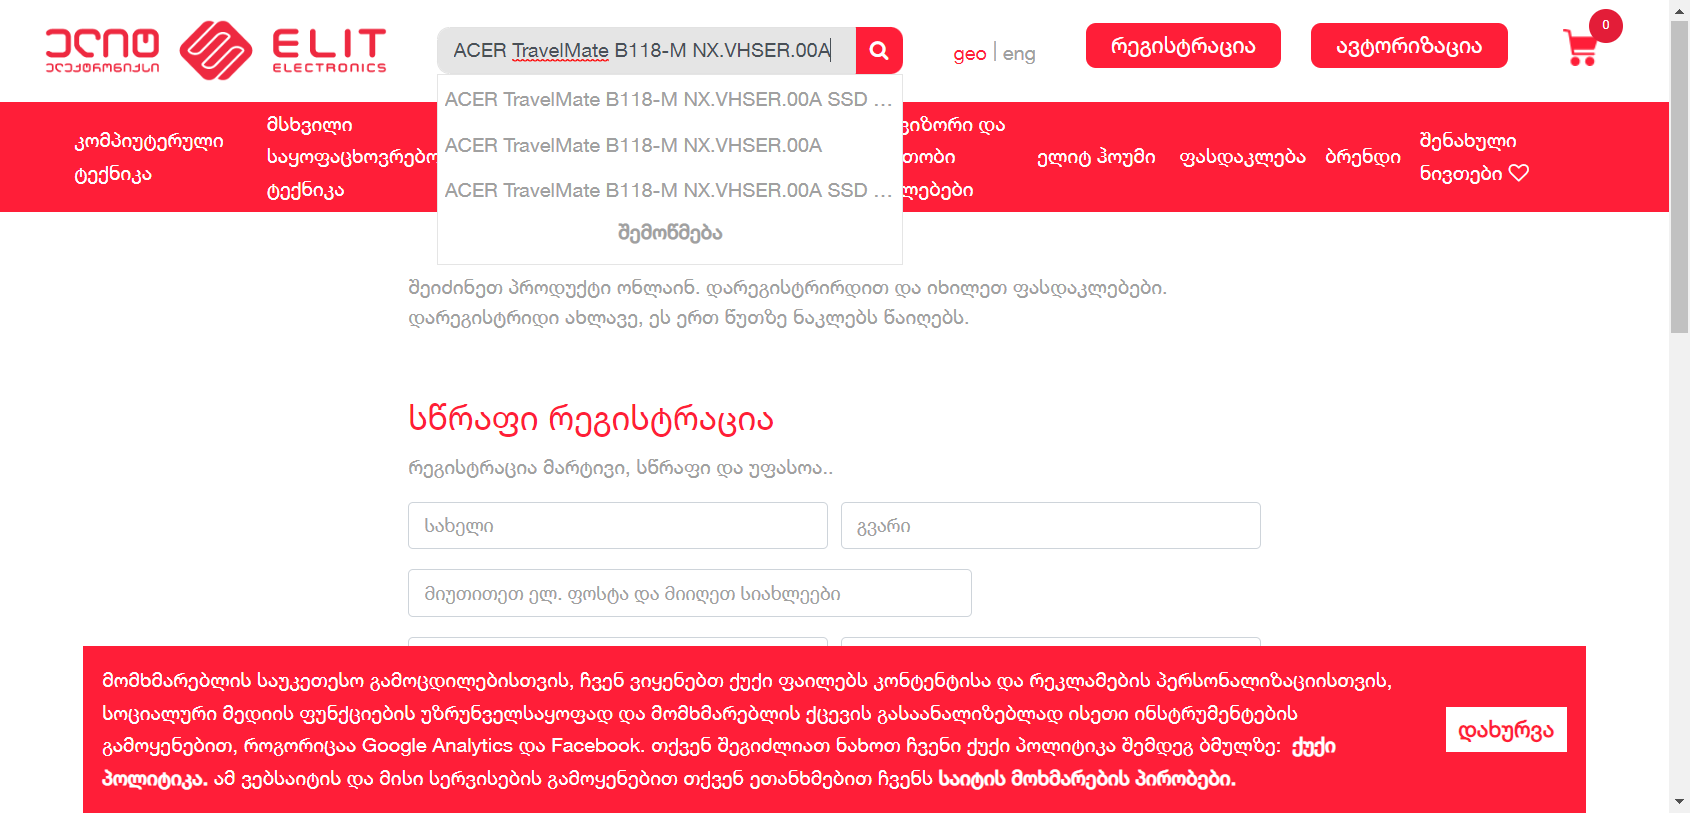 ელიტ
ელექტრონიქსი
ELIT
ELECTRONICS
ACER TravelMate B118-M NX.VHSER.00A
geo | eng
რეგისტრაცია
ავტორიზაცია
0
ACER TravelMate B118-M NX.VHSER.00A SSD ...
ACER TravelMate B118-M NX.VHSER.00A
ACER TravelMate B118-M NX.VHSER.00A SSD ...
შემოწმება
კომპიუტერული
ტექნიკა
მსხვილი
საყოფაცხოვრებო
ტექნიკა
ვიზორი და
თობი
ლებები
ელიტ ჰოუმი
ფასდაკლება
ბრენდი
შენახული
ნივთები
შეიძინეთ პროდუქტი ონლაინ. დარეგისტრირდით და იხილეთ ფასდაკლებები.
დარეგისტრიდი ახლავე, ეს ერთ წუთზე ნაკლებს წაიღებს.
სწრაფი რეგისტრაცია
რეგისტრაცია მარტივი, სწრაფი და უფასოა..
სახელი
გვარი
მიუთითეთ ელ. ფოსტა და მიიღეთ სიახლეები
მომხმარებლის საუკეთესო გამოცდილებისთვის, ჩვენ ვიყენებთ ქუქი ფაილებს კონტენტისა და რეკლამების პერსონალიზაციისთვის,
სოციალური მედიის ფუნქციების უზრუნველსაყოფად და მომხმარებლის ქცევის გასაანალიზებლად ისეთი ინსტრუმენტების
გამოყენებით, როგორიცაა Google Analytics და Facebook. თქვენ შეგიძლიათ ნახოთ ჩვენი ქუქი პოლიტიკა შემდეგ ბმულზე: ქუქი
პოლიტიკა. ამ ვებსაიტის და მისი სერვისების გამოყენებით თქვენ ეთანხმებით ჩვენს საიტის მოხმარების პირობები.
დახურვა